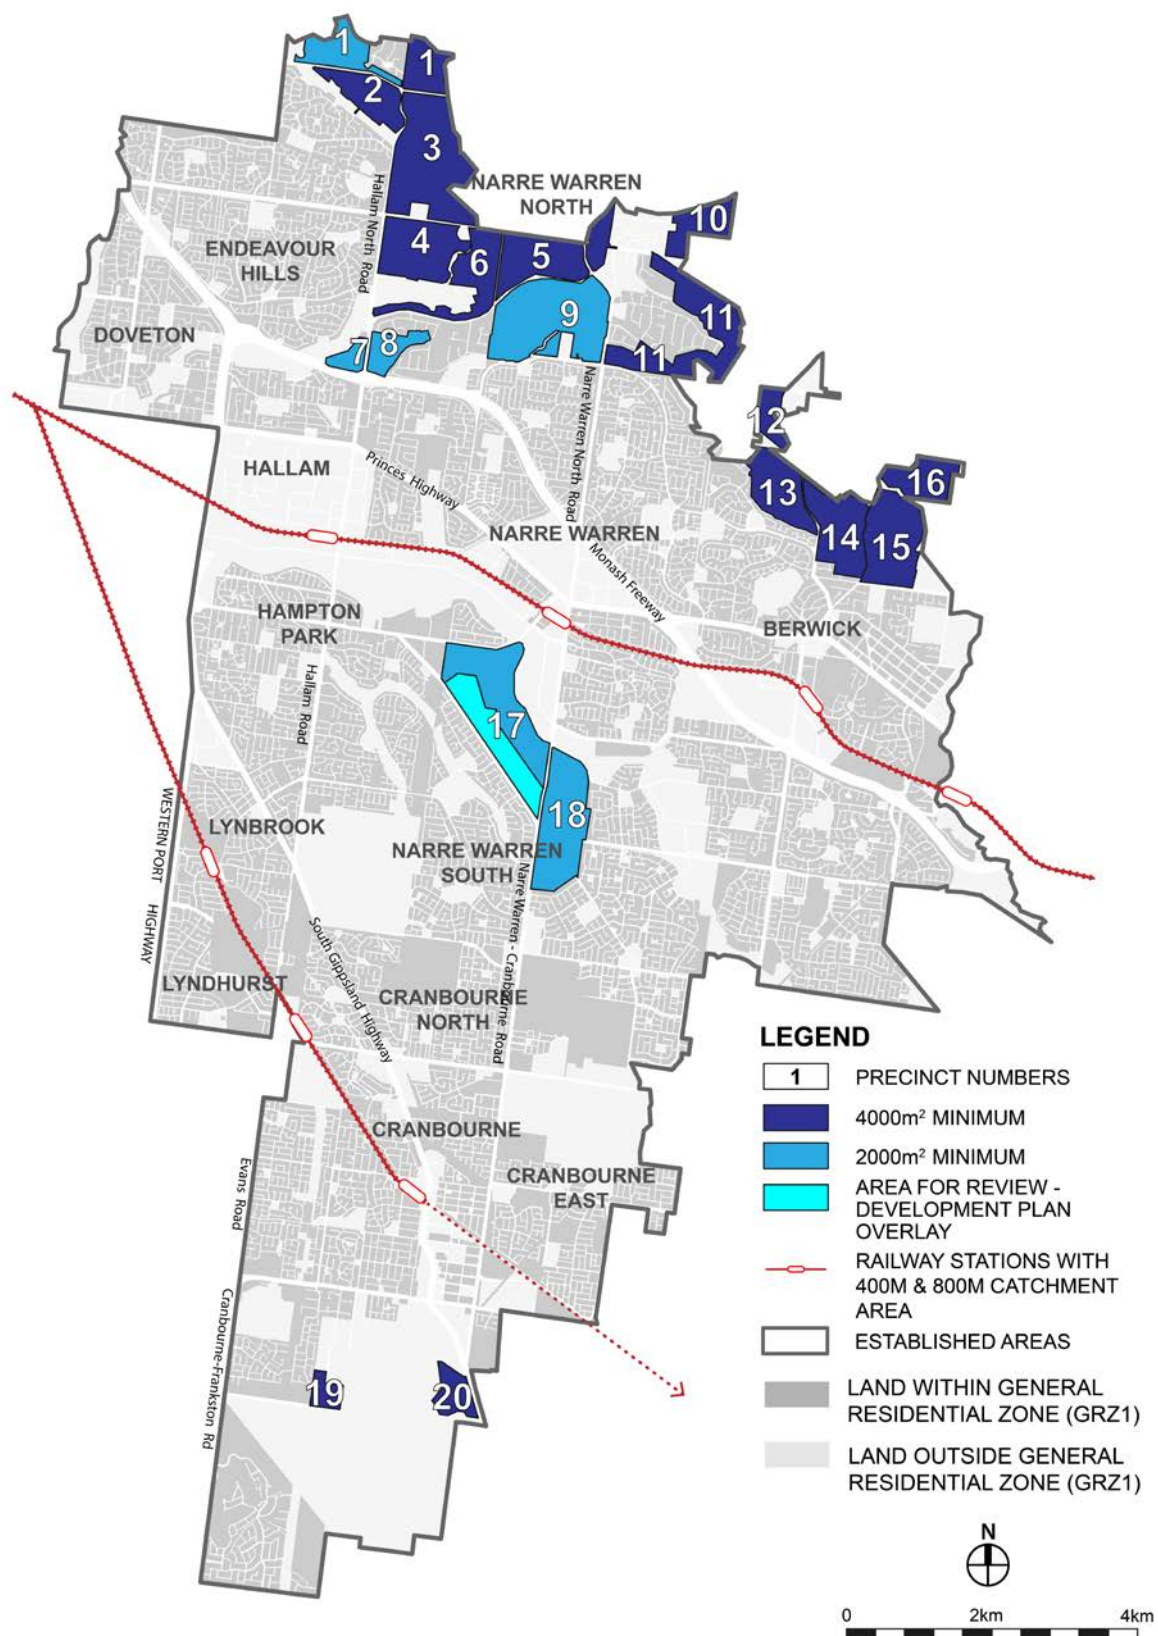 1
1
2
3
NARRE WARREN
NORTH
10
Hallam North Road
4
6
5
ENDEAVOUR
HILLS
9
11
DOVETON
7
8
11
Narre Warren North Road
12
HALLAM
Princes Highway
13
16
14
15
NARRE WARREN
Monash Freeway
HAMPTON
PARK
BERWICK
Hallam Road
17
18
WESTERN PORT HIGHWAY
LYNBROOK
NARRE WARREN
SOUTH
Narre Warren - Cranbourne Road
South Gippsland Highway
LYNDHURST
CRANBOURNE
NORTH
CRANBOURNE
CRANBOURNE
EAST
Evans Road
Cranbourne-Frankston Rd
19
20
LEGEND
1 PRECINCT NUMBERS
4000m² MINIMUM
2000m² MINIMUM
AREA FOR REVIEW -
DEVELOPMENT PLAN
OVERLAY
RAILWAY STATIONS WITH
400M & 800M CATCHMENT
AREA
ESTABLISHED AREAS
LAND WITHIN GENERAL
RESIDENTIAL ZONE (GRZ1)
LAND OUTSIDE GENERAL
RESIDENTIAL ZONE (GRZ1)
N
0 2km 4km